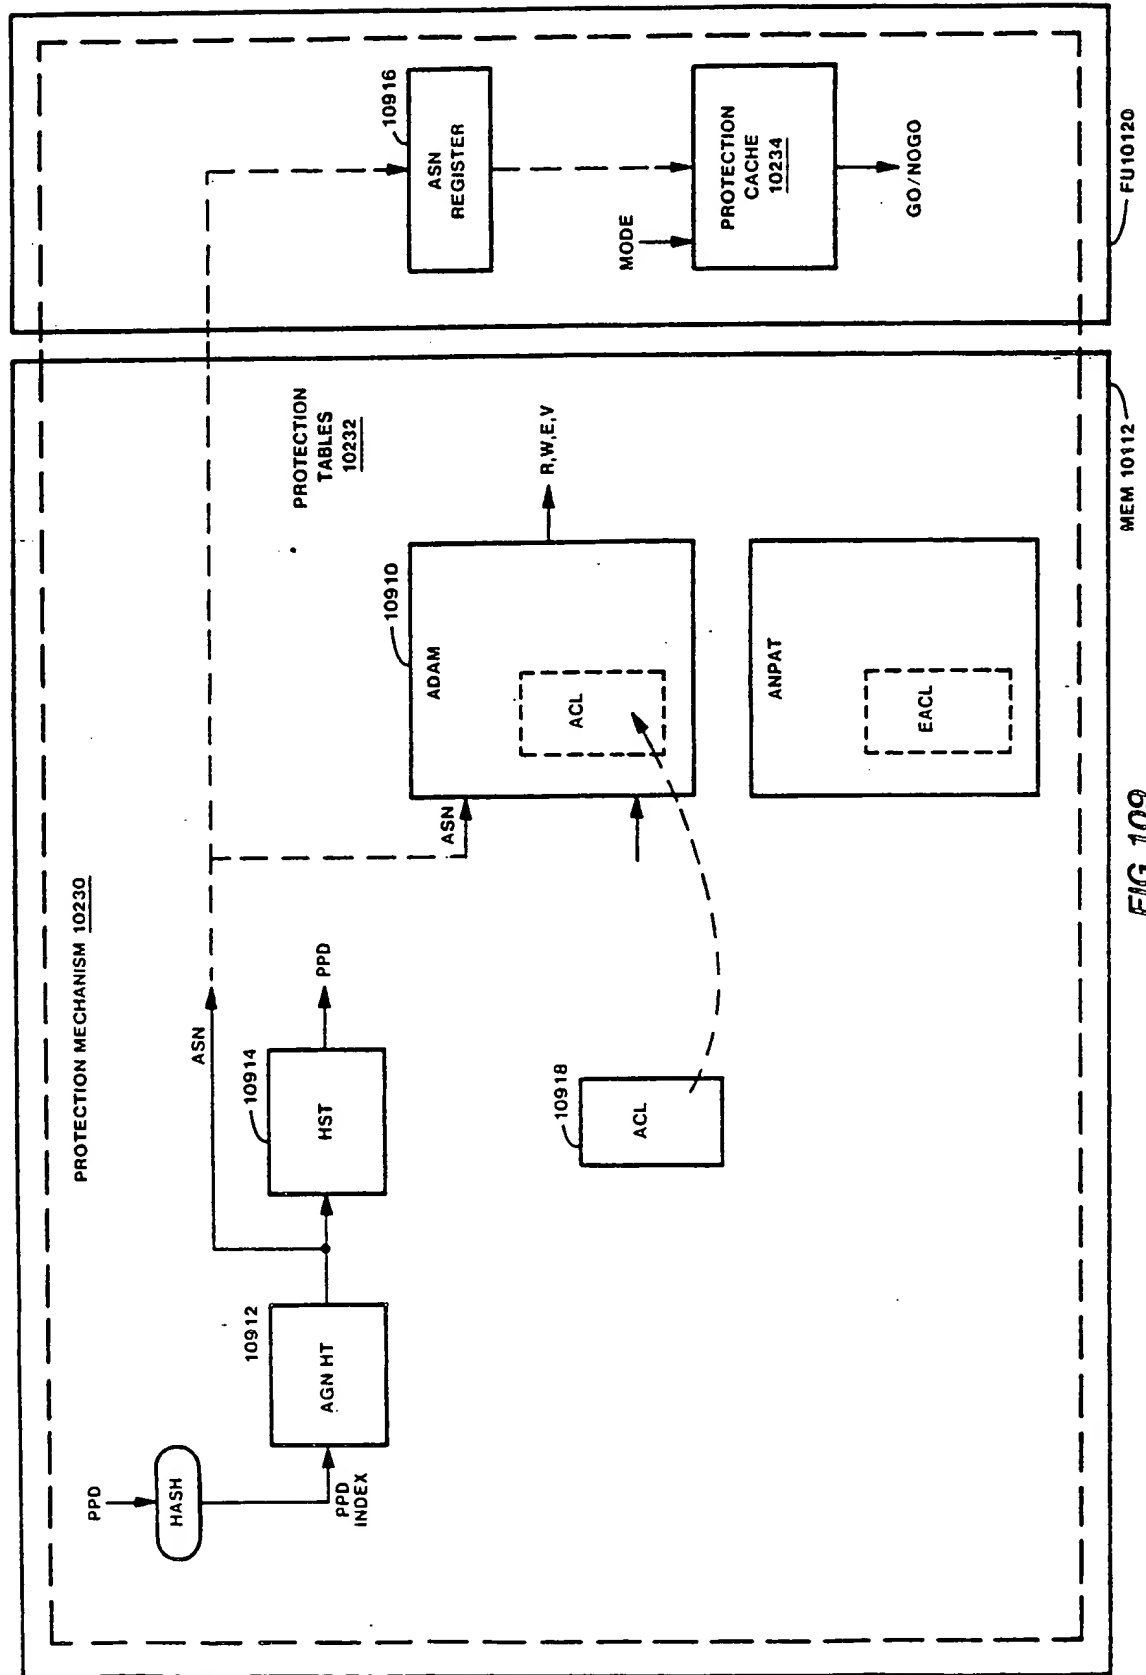 PROTECTION MECHANISM 10230
PPD
HASH
PPD
INDEX
10912
AGN HT
ASN
10914
HST
PPD
10918
ACL
ASN
10910
ADAM
ACL
R,W,E,V
ANPAT
EACL
PROTECTION
TABLES
10232
MEM 10112
10916
ASN
REGISTER
MODE
PROTECTION
CACHE
10234
GO/NOGO
FU10120
FIG 109